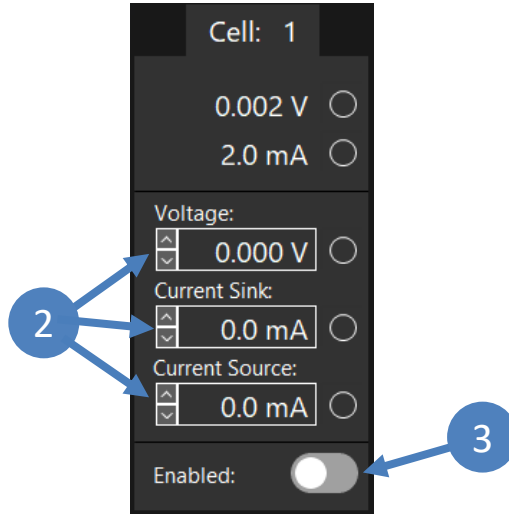 Cell: 1
0.002 V
2.0 mA
Voltage:
0.000 V
Current Sink:
2
0.0 mA
Current Source:
0.0 mA
3
Enabled: